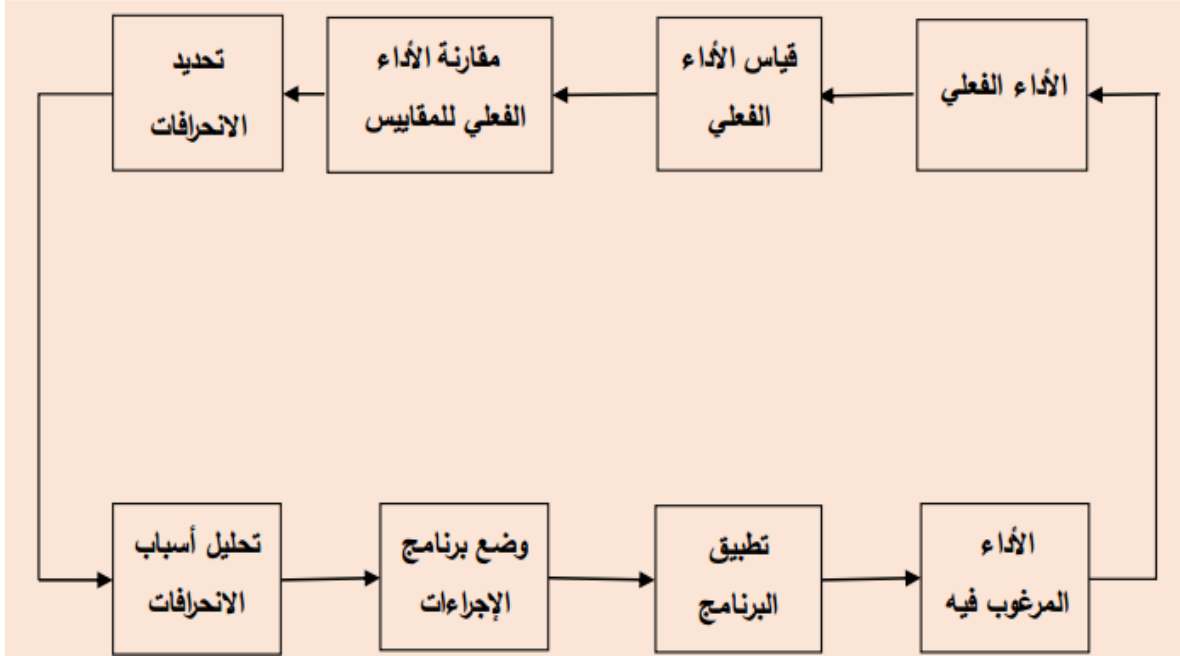 الأداء الفعلي
قياس الأداء
الفعلي
مقارنة الأداء
الفعلي للمقاييس
تحديد
الانحرافات
تحليل أسباب
الانحرافات
وضع برنامج
الإجراءات
تطبيق
البرنامج
الأداء
المرغوب فيه